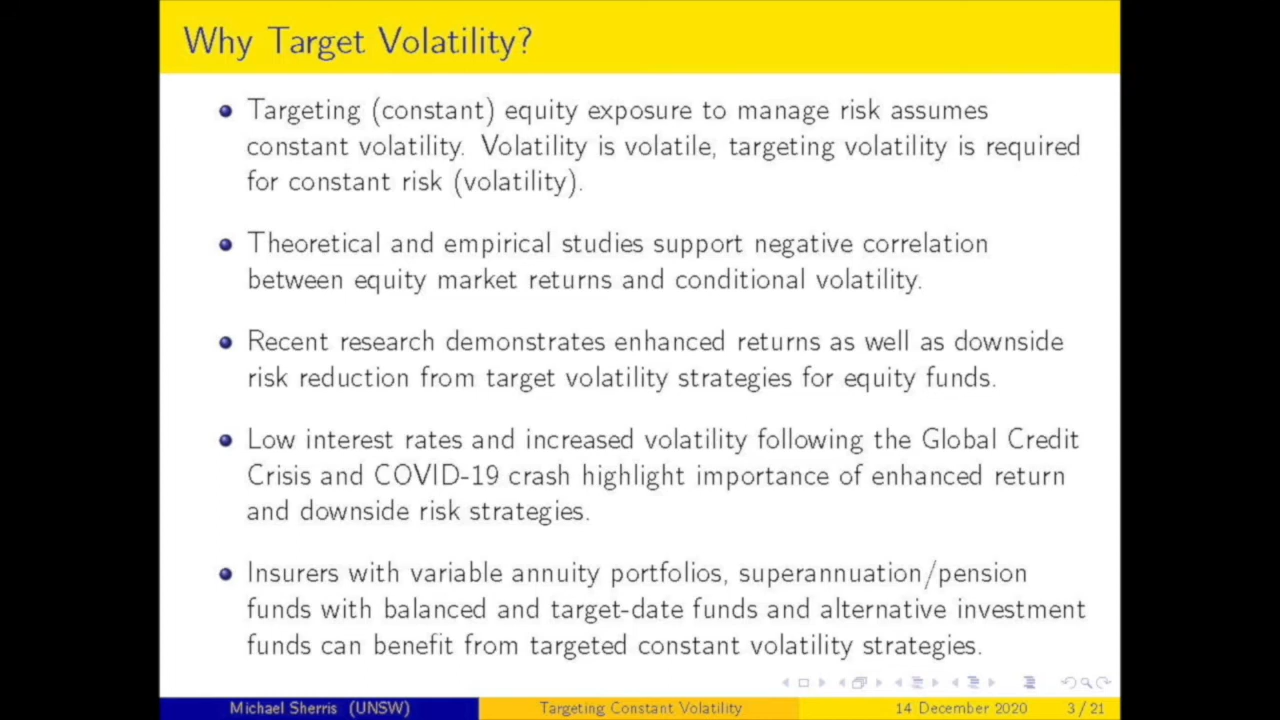 Why Target Volatility?
Targeting (constant) equity exposure to manage risk assumes
constant volatility. Volatility is volatile, targeting volatility is required
for constant risk (volatility).
Theoretical and empirical studies support negative correlation
between equity market returns and conditional volatility.
Recent research demonstrates enhanced returns as well as downside
risk reduction from target volatility strategies for equity funds.
Low interest rates and increased volatility following the Global Credit
Crisis and COVID-19 crash highlight importance of enhanced return
and downside risk strategies.
Insurers with variable annuity portfolios, superannuation/pension
funds with balanced and target-date funds and alternative investment
funds can benefit from targeted constant volatility strategies.
Michael Sherris (UNSW) Targeting Constant Volatility 14 December 2020 3 / 21